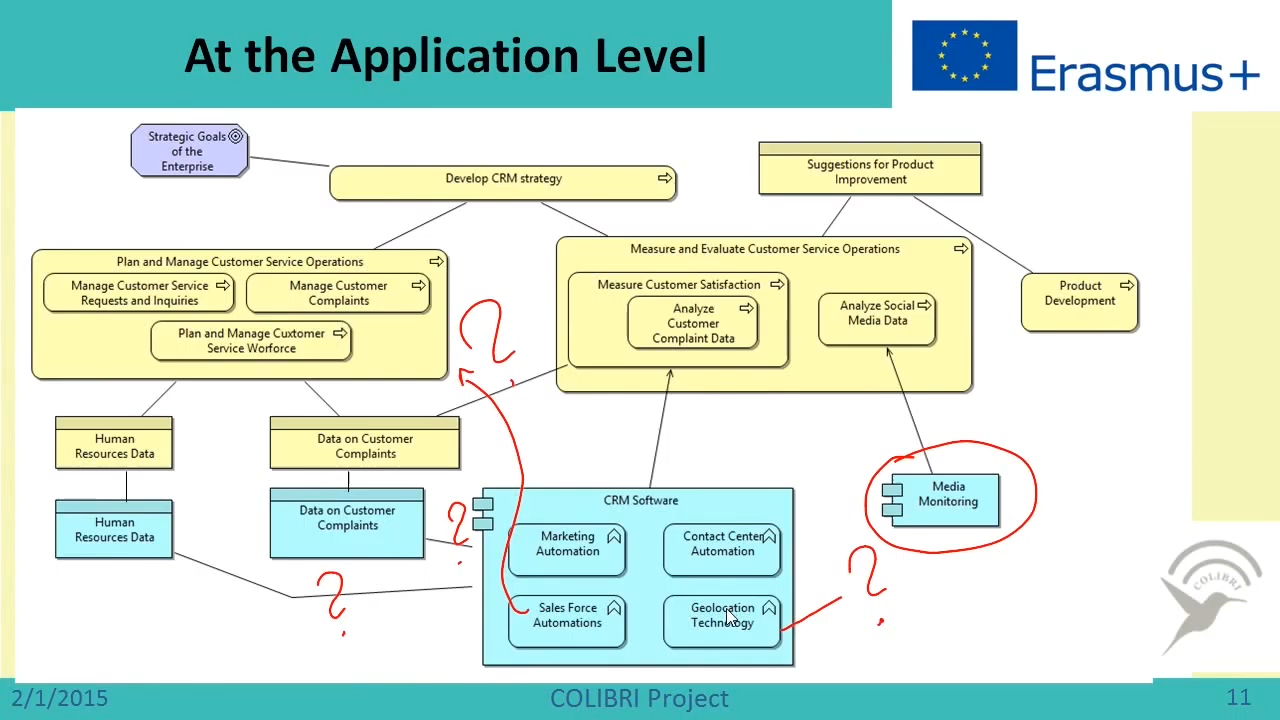 At the Application Level
Erasmus+
Strategic Goals
of the
Enterprise
Develop CRM strategy
Suggestions for Product
Improvement
Plan and Manage Customer Service Operations
Manage Customer Service
Requests and Inquiries
Manage Customer
Complaints
Plan and Manage Cuxtomer
Service Worforce
Measure and Evaluate Customer Service Operations
Measure Customer Satisfaction
Analyze
Customer
Complaint Data
Analyze Social
Media Data
Product
Development
?
Human
Resources Data
Data on Customer
Complaints
Human
Resources Data
Data on Customer
Complaints
?
?
CRM Software
Marketing
Automation
Contact Center
Automation
Sales Force
Automations
Geolocation
Technology
Media
Monitoring
?
COLIBRI
2/1/2015
COLIBRI Project
11